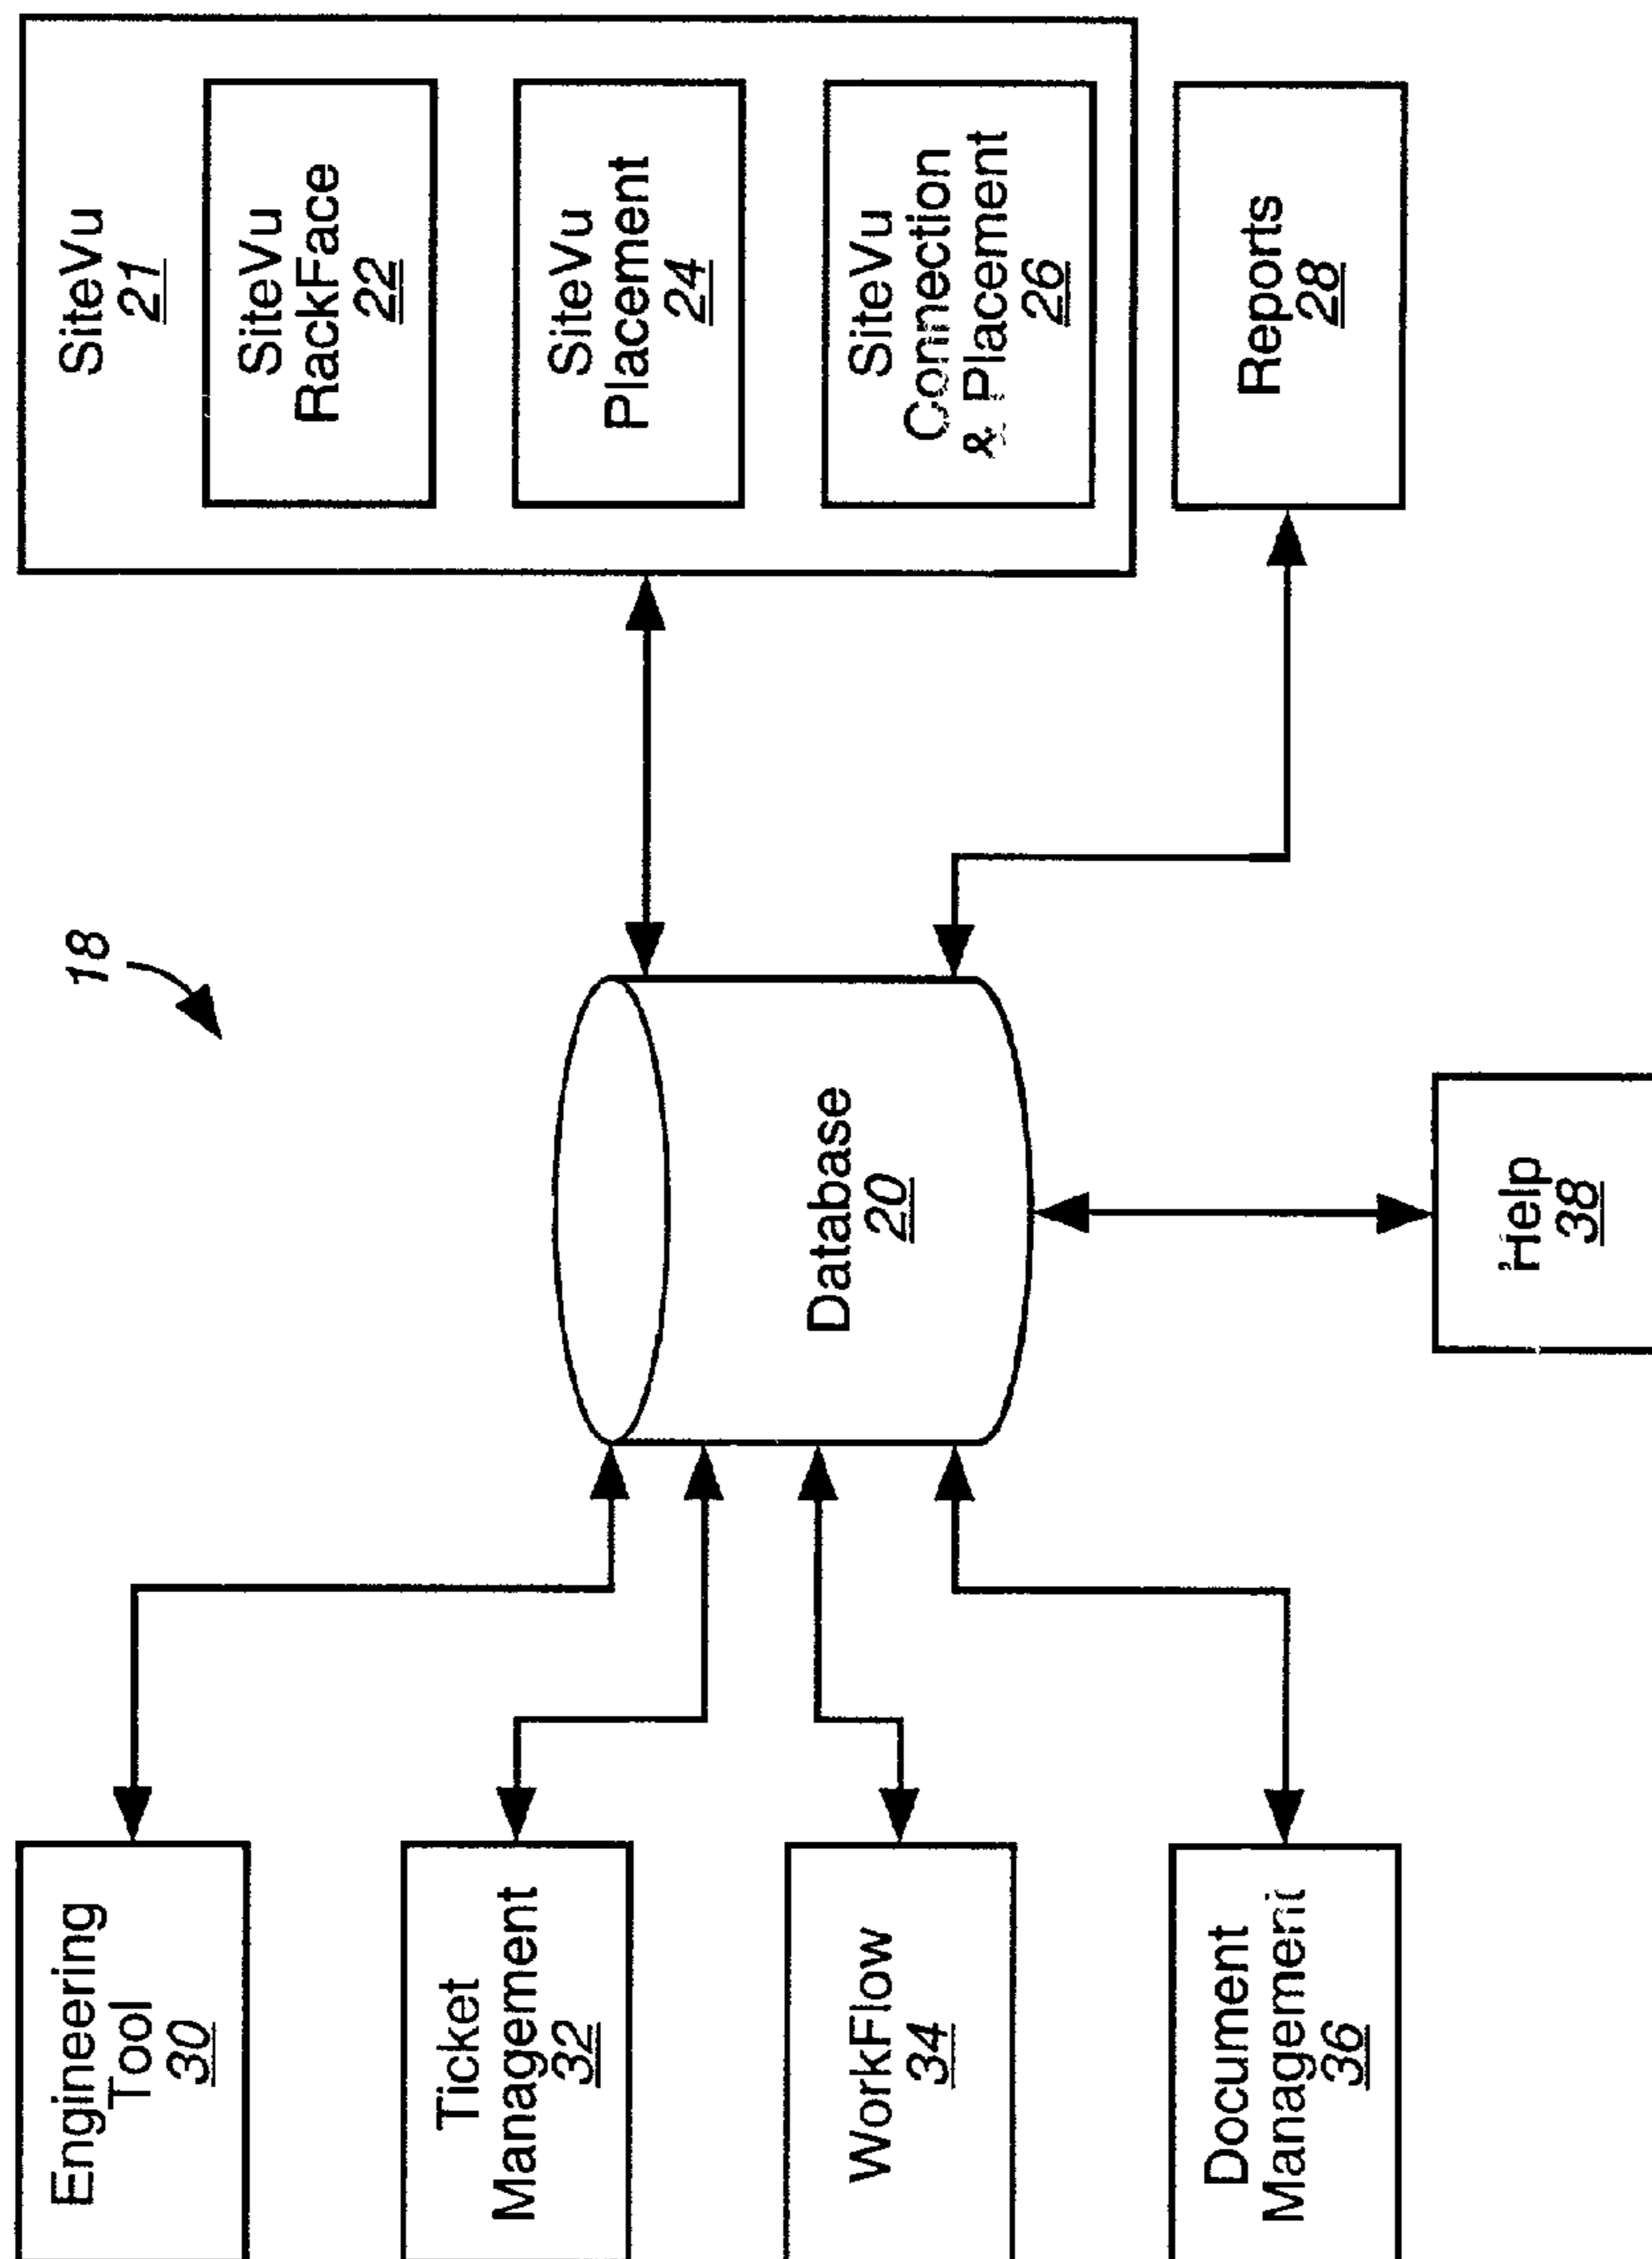 18
Engineering
Tool
30
Ticket
Management
32
WorkFlow
34
Document
Management
36
Database
20
Help
38
SiteVu
21
SiteVu
RackFace
22
SiteVu
Placement
24
SiteVu
Connection
& Placement
26
Reports
28